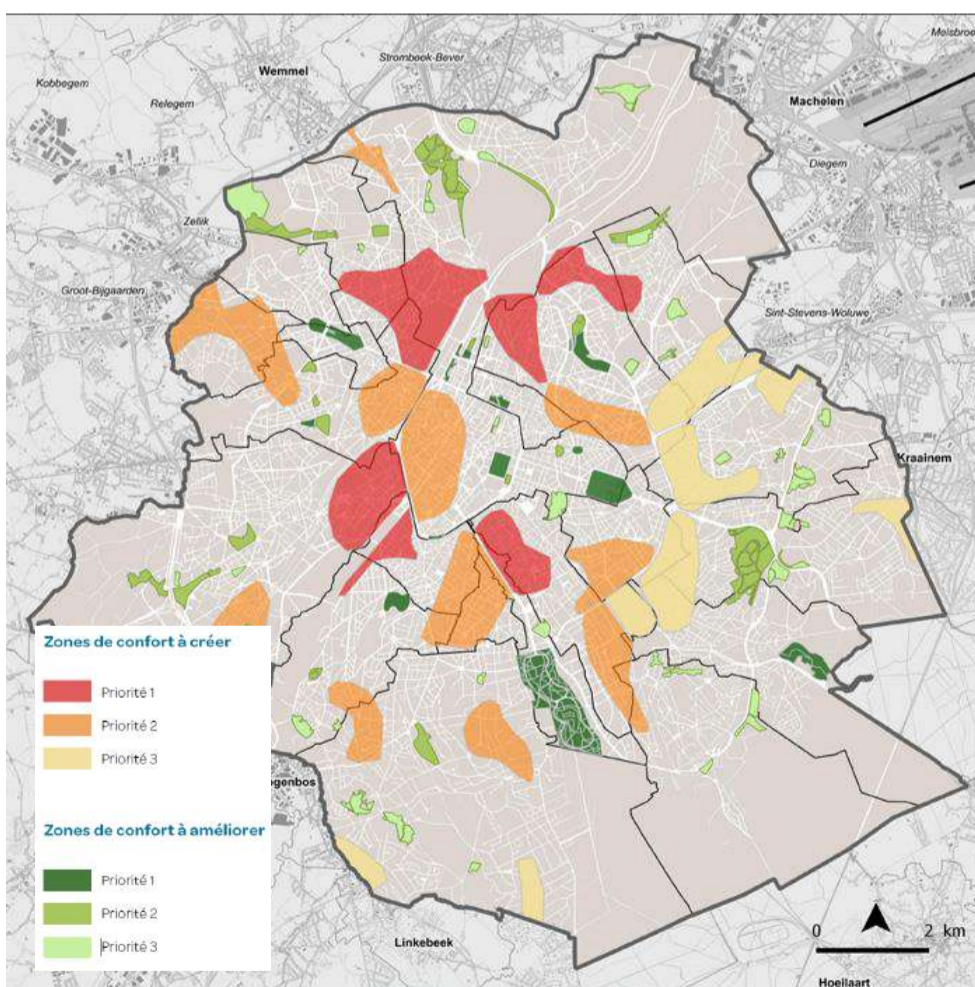 Melsbroe
Strombeek-Bever
Wemmel
Kobbegem
Relegem
Machelen
Diegem
Zellik
Groot-Bijgaarden
Sint-Stevens-Woluwe
Kraainem
Zones de confort à créer
Priorité 1
Priorité 2
Priorité 3
ogenbos
Zones de confort à améliorer
Priorité 1
Priorité 2
Priorité 3
0 2 km
Linkebeek
Hoeilaart